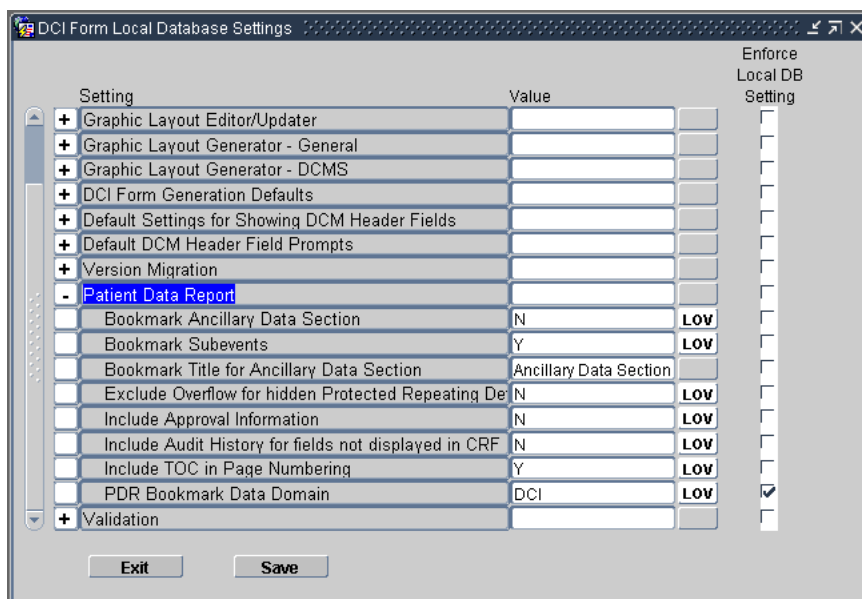 DCI Form Local Database Settings
Enforce
Local DB
Setting Value Setting
+ Graphic Layout Editor/Updater
+ Graphic Layout Generator - General
+ Graphic Layout Generator - DCMS
+ DCI Form Generation Defaults
+ Default Settings for Showing DCM Header Fields
+ Default DCM Header Field Prompts
+ Version Migration
- Patient Data Report
Bookmark Ancillary Data Section N LOV
Bookmark Subevents Y LOV
Bookmark Title for Ancillary Data Section Ancillary Data Section
Exclude Overflow for hidden Protected Repeating De N LOV
Include Approval Information N LOV
Include Audit History for fields not displayed in CRF N LOV
Include TOC in Page Numbering Y LOV
PDR Bookmark Data Domain DCI LOV
+ Validation
Exit Save